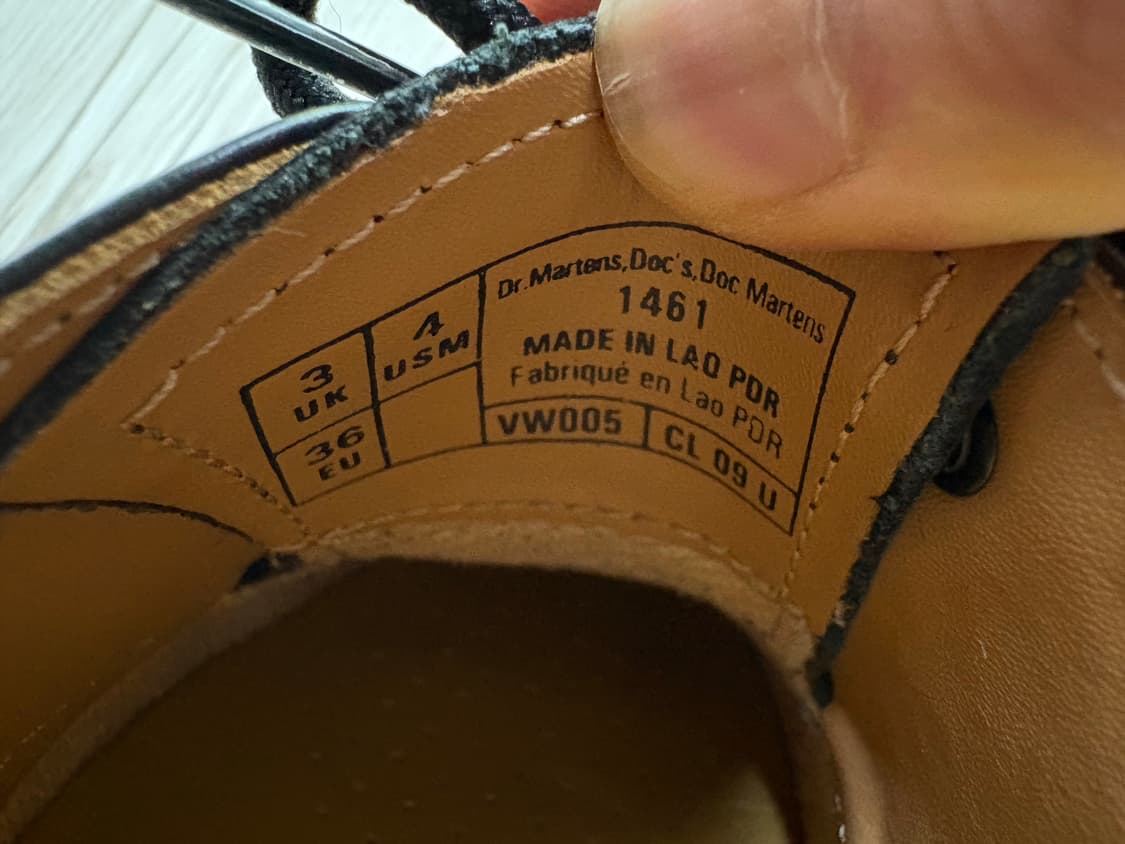 Dr.Martens,Doc's,Doc Martens
1461
MADE IN LAO PDR
Fabriqué en Lao PDR
VW005
CL 09 U
3
UK
4
USM
36
EU